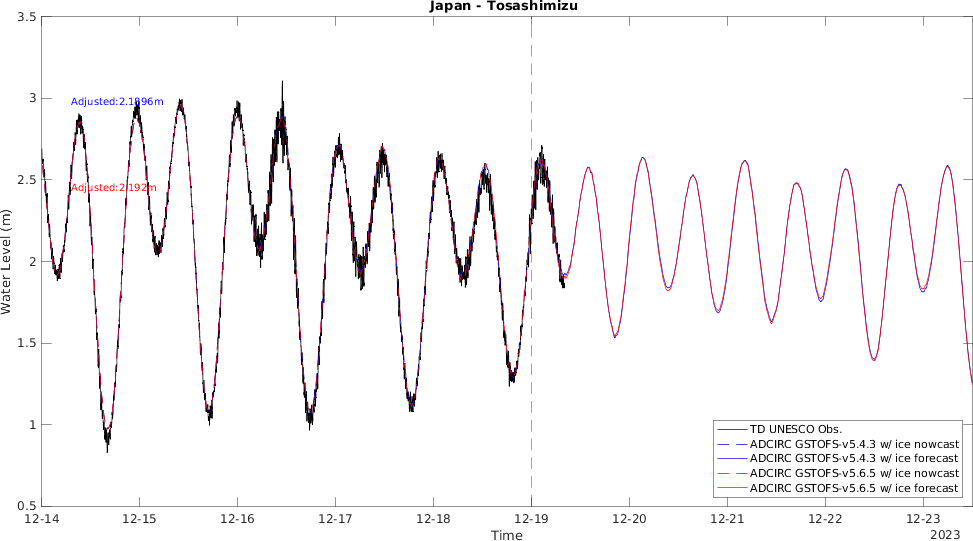 Japan - Tosashimizu
3.5
3
2.5
2
1.5
1
0.5
Water Level (m)
Adjusted:2.1896m
Adjusted:2.192m
TD UNESCO Obs.
ADCIRC GSTOFS-v5.4.3 w/ ice nowcast
ADCIRC GSTOFS-v5.4.3 w/ ice forecast
ADCIRC GSTOFS-v5.6.5 w/ ice nowcast
ADCIRC GSTOFS-v5.6.5 w/ ice forecast
12-14 12-15 12-16 12-17 12-18 12-19 12-20 12-21 12-22 12-23
Time
2023